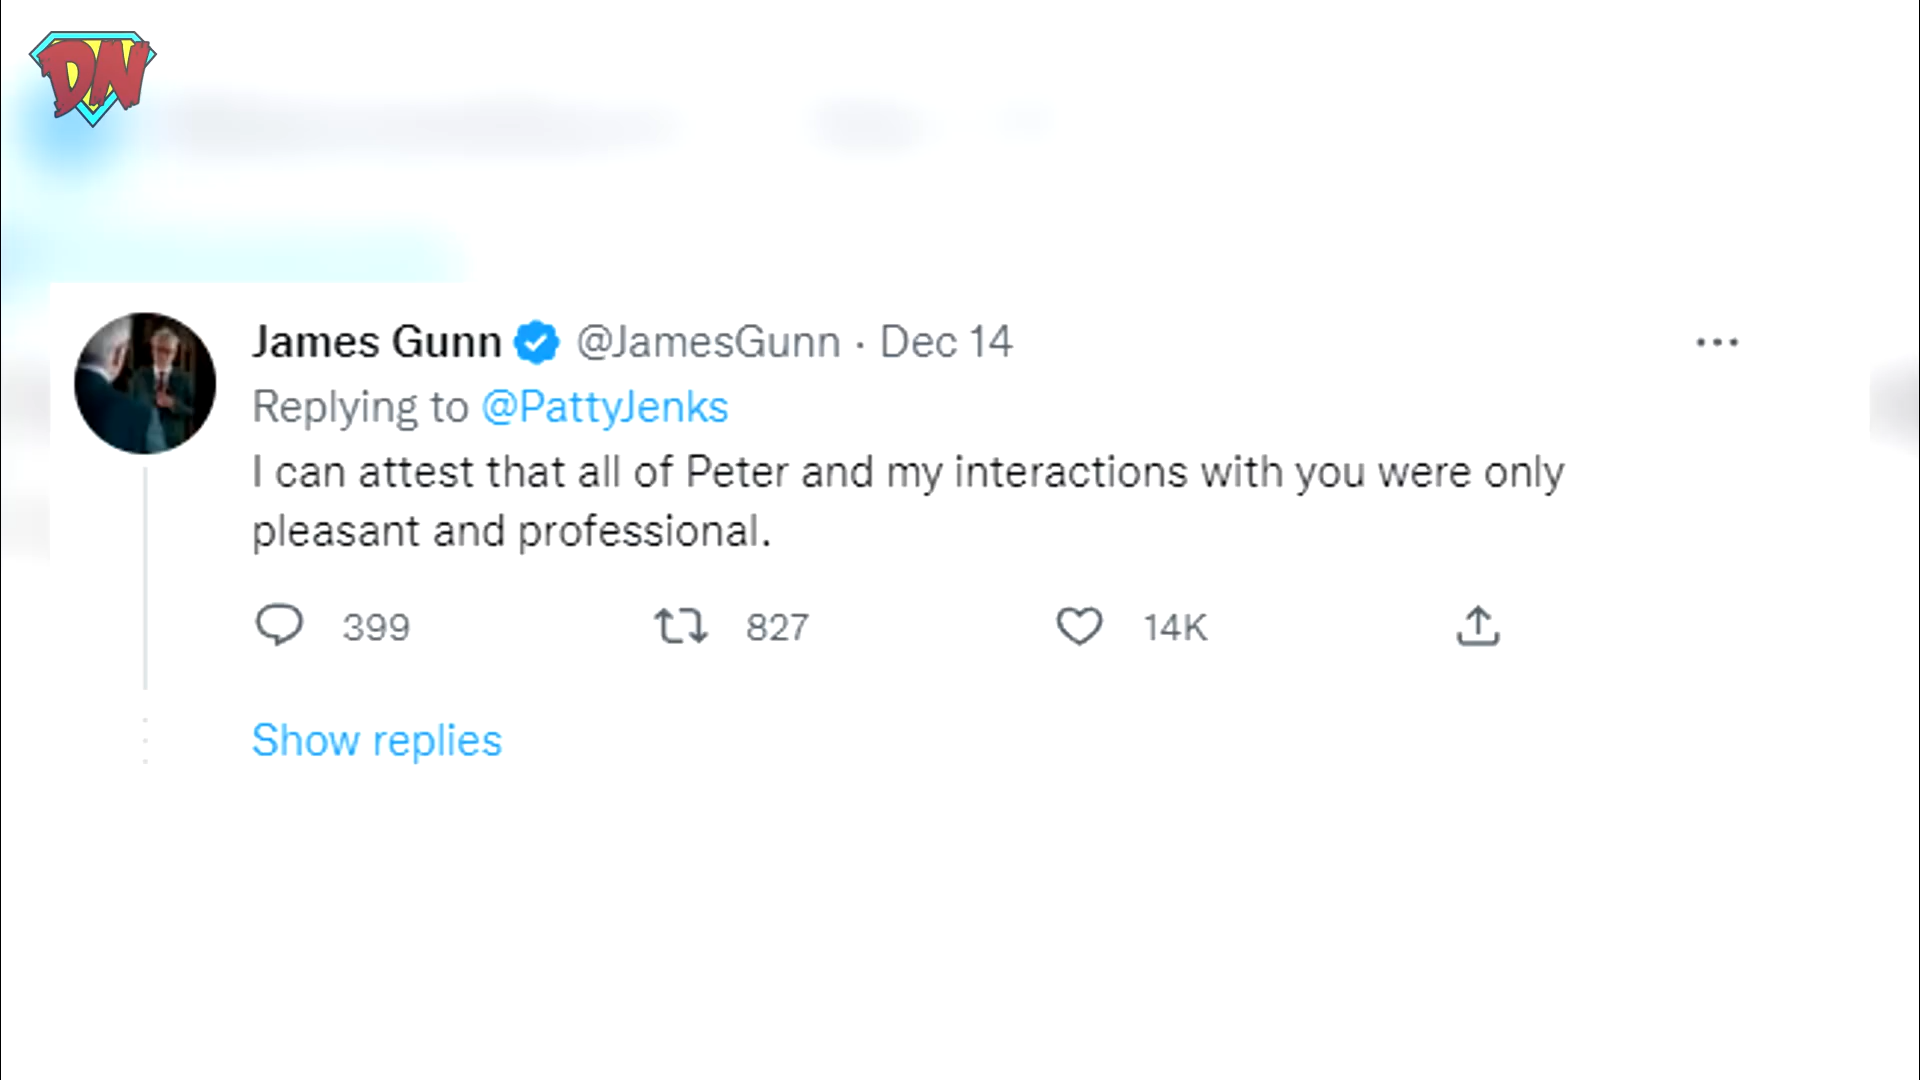 DN
James Gunn @JamesGunn · Dec 14
Replying to @PattyJenks
I can attest that all of Peter and my interactions with you were only
pleasant and professional.
399 827 14K
Show replies